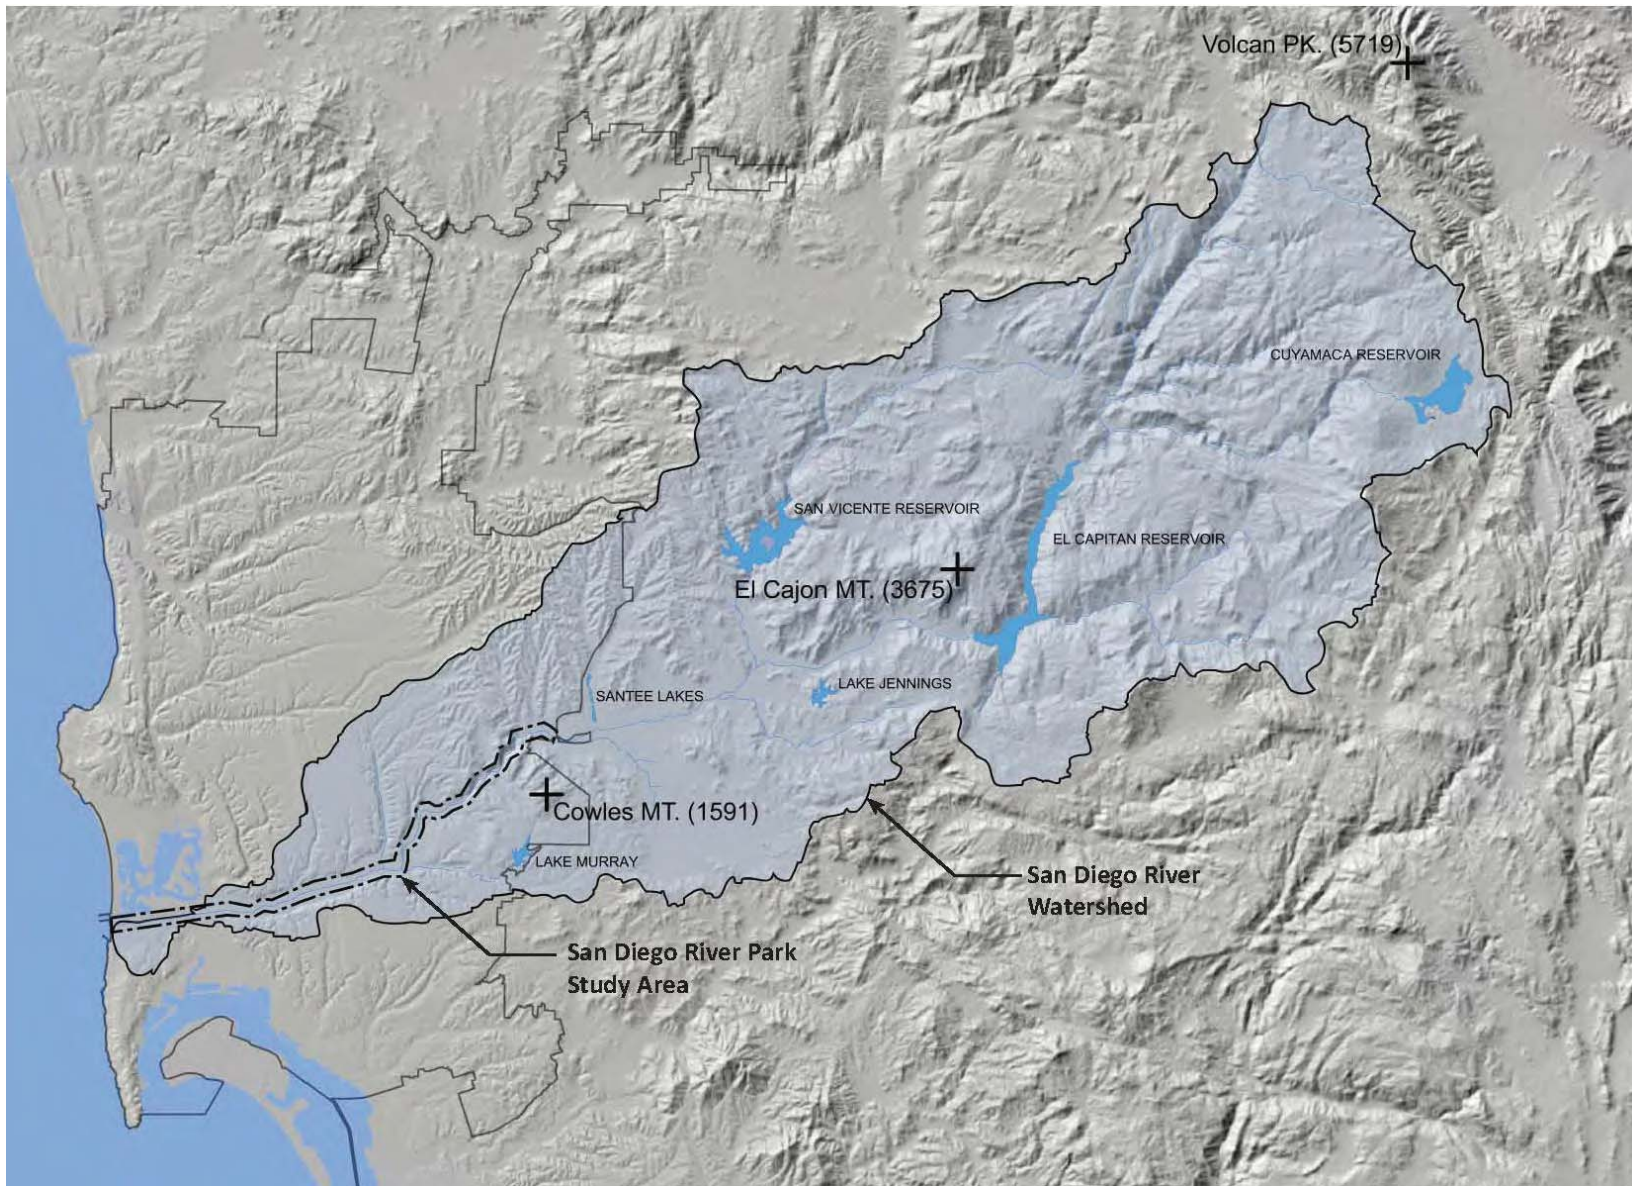 Volcan PK. (5719)
CUYAMACA RESERVOIR
SAN VICENTE RESERVOIR
EL CAPITAN RESERVOIR
El Cajon MT. (3675)
LAKE JENNINGS
SANTEE LAKES
Cowles MT. (1591)
LAKE MURRAY
San Diego River
Watershed
San Diego River Park
Study Area